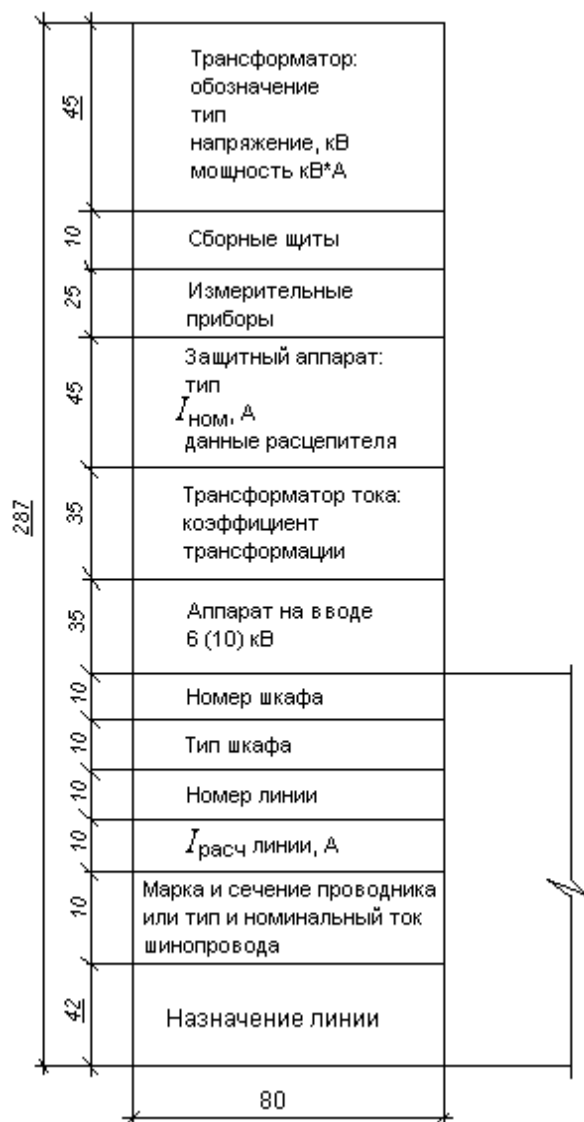 Трансформатор:
обозначение
тип
напряжение, кВ
мощность кВ*А
45
Сборные щиты
10
Измерительные
приборы
25
Защитный аппарат:
тип
Iном, А
данные расцепителя
45
Трансформатор тока:
коэффициент
трансформации
35
Аппарат на вводе
6 (10) кВ
35
Номер шкафа
10
Тип шкафа
10
Номер линии
10
Iрасч линии, А
10
Марка и сечение проводника
или тип и номинальный ток
шинопровода
10
Назначение линии
42
287
80